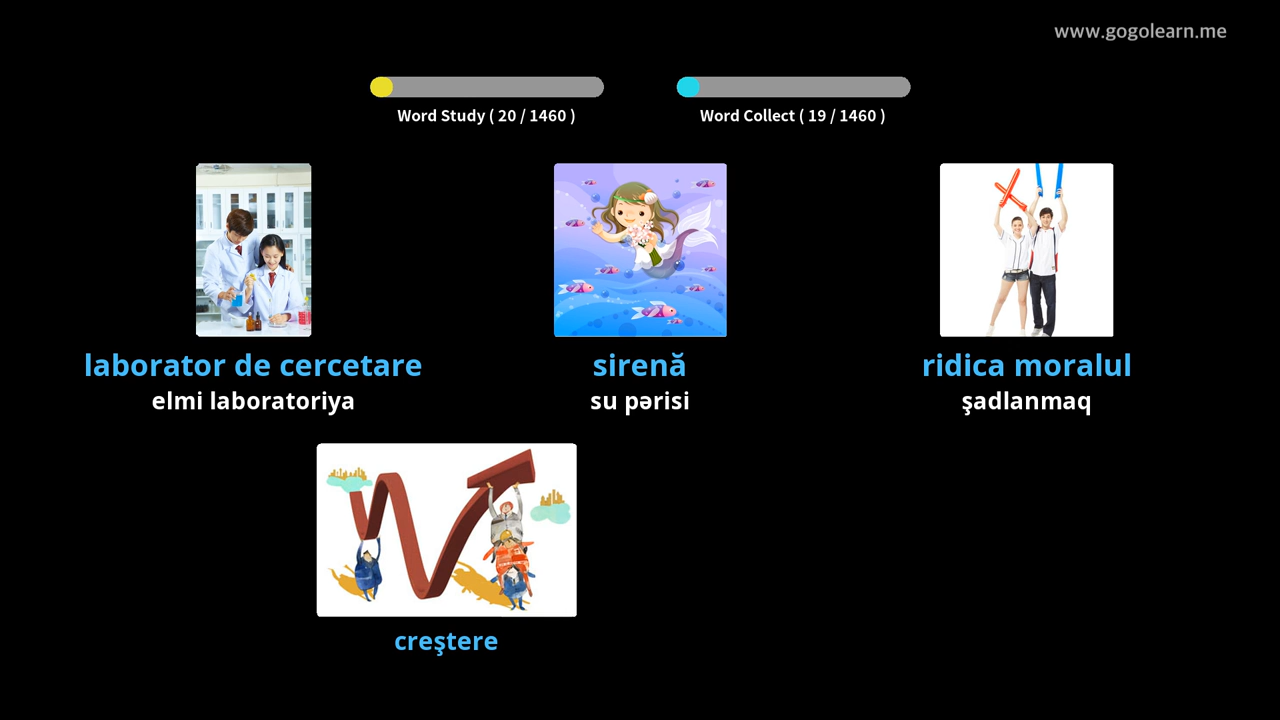 www.gogolearn.me
Word Study ( 20 / 1460 )
Word Collect ( 19 / 1460 )
laborator de cercetare
elmi laboratoriya
sirenă
su pərisi
ridica moralul
şadlanmaq
creştere